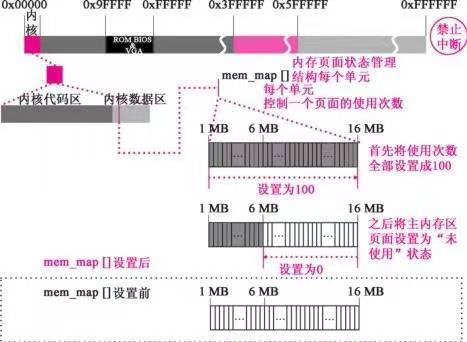 0x00000 0x9FFFF 0xFFFFF 0x3FFFFF 0x5FFFFF 0xFFFFFF
内核
ROM BIOS
&
VGA
禁止
中断
内存页面状态管理
mem_map []
结构每个单元
每个单元
控制一个页面的使用次数
内核代码区 内核数据区
1 MB 6 MB 16 MB
... ... ...
首先将使用次数
全部设置成100
设置为100
1 MB 6 MB 16 MB
... ... ...
之后将主内存区
页面设置为“未
使用”状态
设置为0
mem_map []设置后
mem_map []设置前
1 MB 6 MB 16 MB
... ... ...